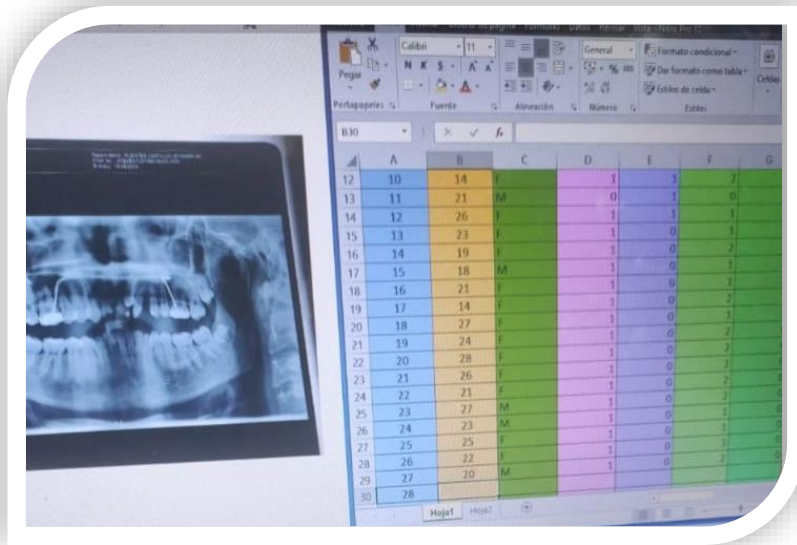 Calibri 11 General Formato condicional
Pegar N K S A A % Dar formato como tabla Celdas
Estilos de celda
Portapapeles Fuente Alineación Número Estilos
B30 fx
A B C D E F G
12 10 14 F 1 1 2
13 11 21 M 0 1 0
14 12 26 F 1 1 1
15 13 23 F 1 0 1
16 14 19 F 1 0 2
17 15 18 M 1 0 1
18 16 21 F 1 0 1
19 17 14 F 1 0 2
20 18 27 F 1 0
21 19 24 F 1 0 2
22 20 28 F 1 0 2
23 21 26 F 1 0 2
24 22 21 F 1 0 2
25 23 27 M 1 0
26 24 23 M 1 0 1
27 25 25 F 1 0
28 26 22 F 1 0
29 27 20 M 1 0 2
30 28
Hoja1 Hoja2